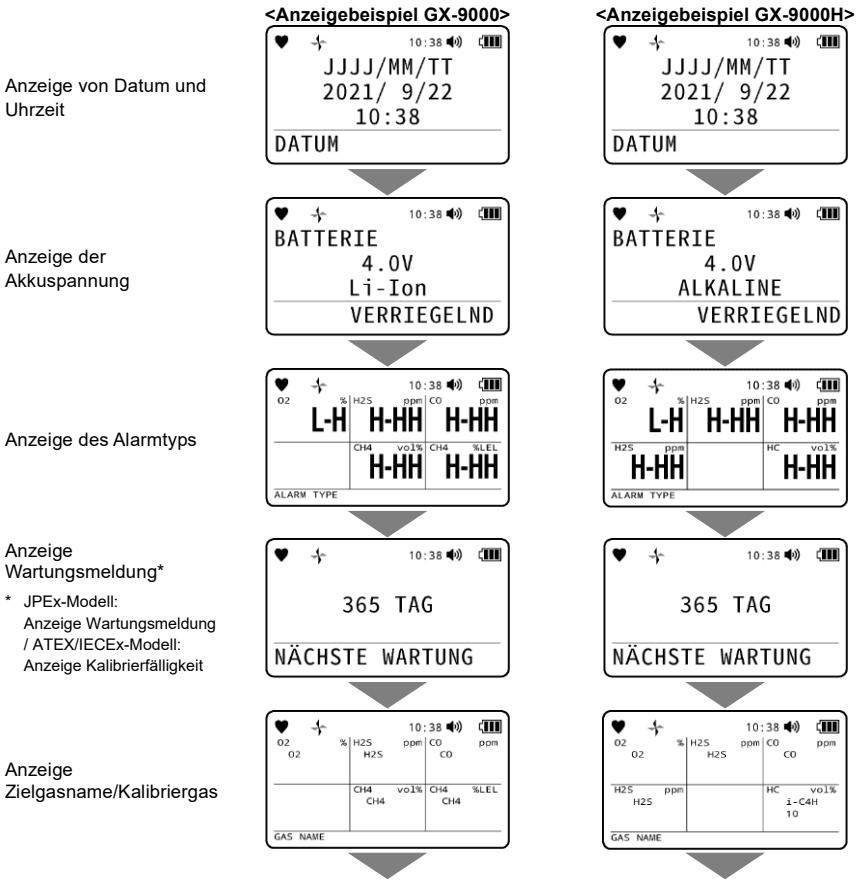 <Anzeigebeispiel GX-9000> <Anzeigebeispiel GX-9000H>
Anzeige von Datum und
Uhrzeit
10:38
JJJJ/MM/TT
2021/ 9/22
10:38
DATUM
10:38
JJJJ/MM/TT
2021/ 9/22
10:38
DATUM
Anzeige der
Akkuspannung
10:38
BATTERIE
4.0V
Li-Ion
VERRIEGELND
10:38
BATTERIE
4.0V
ALKALINE
VERRIEGELND
Anzeige des Alarmtyps
10:38
O2 % H2S ppm CO ppm
L-H H-HH H-HH
CH4 vol% CH4 %LEL
H-HH H-HH
ALARM TYPE
10:38
O2 % H2S ppm CO ppm
L-H H-HH H-HH
H2S ppm HC vol%
H-HH H-HH
ALARM TYPE
Anzeige
Wartungsmeldung*
* JPEx-Modell:
Anzeige Wartungsmeldung
/ ATEX/IECEx-Modell:
Anzeige Kalibrierfälligkeit
10:38
365 TAG
NÄCHSTE WARTUNG
10:38
365 TAG
NÄCHSTE WARTUNG
Anzeige
Zielgasname/Kalibriergas
10:38
O2 % H2S ppm CO ppm
O2 H2S CO
CH4 vol% CH4 %LEL
CH4 CH4
GAS NAME
10:38
O2 % H2S ppm CO ppm
O2 H2S CO
H2S ppm HC vol%
H2S i-C4H
10
GAS NAME